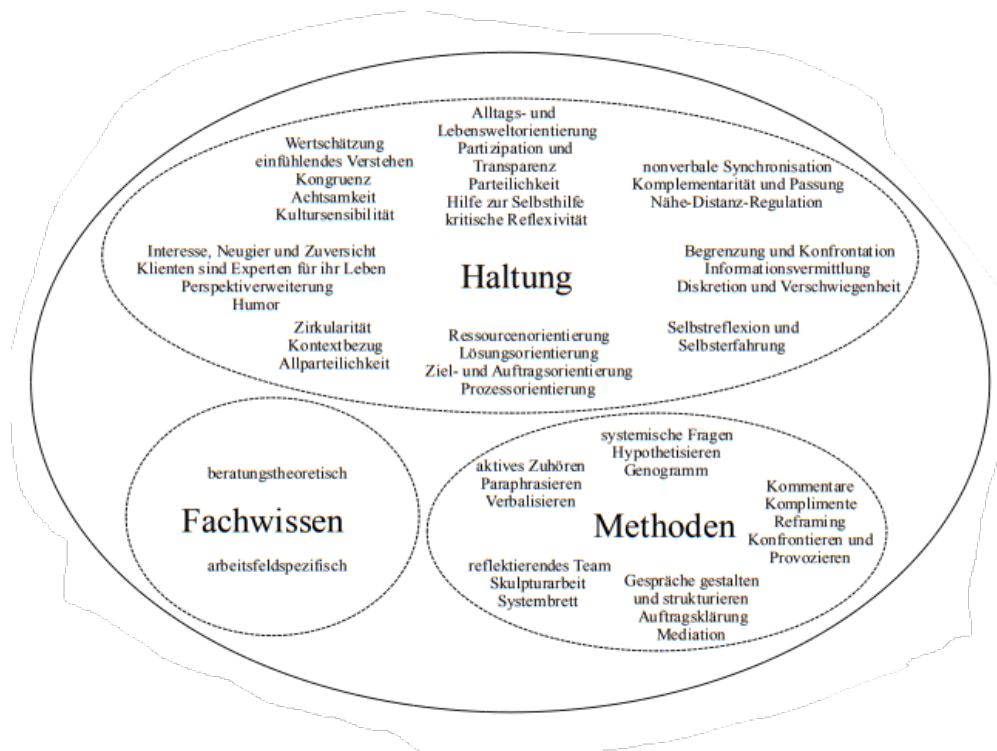 Alltags- und
Lebensweltorientierung
Partizipation und
Transparenz
Parteilichkeit
Hilfe zur Selbsthilfe
kritische Reflexivität
Wertschätzung
einfühlendes Verstehen
Kongruenz
Achtsamkeit
Kultursensibilität
nonverbale Synchronisation
Komplementarität und Passung
Nähe-Distanz-Regulation
Interesse, Neugier und Zuversicht
Klienten sind Experten für ihr Leben
Perspektiverweiterung
Humor
Haltung
Begrenzung und Konfrontation
Informationsvermittlung
Diskretion und Verschwiegenheit
Zirkularität
Kontextbezug
Allparteilichkeit
Ressourcenorientierung
Lösungsorientierung
Ziel- und Auftragsorientierung
Prozessorientierung
Selbstreflexion und
Selbsterfahrung
beratungstheoretisch
Fachwissen
arbeitsfeldspezifisch
systemische Fragen
Hypothetisieren
Genogramm
aktives Zuhören
Paraphrasieren
Verbalisieren
Methoden
Kommentare
Komplimente
Reframing
Konfrontieren und
Provozieren
reflektierendes Team
Skulpturarbeit
Systembrett
Gespräche gestalten
und strukturieren
Auftragsklärung
Mediation